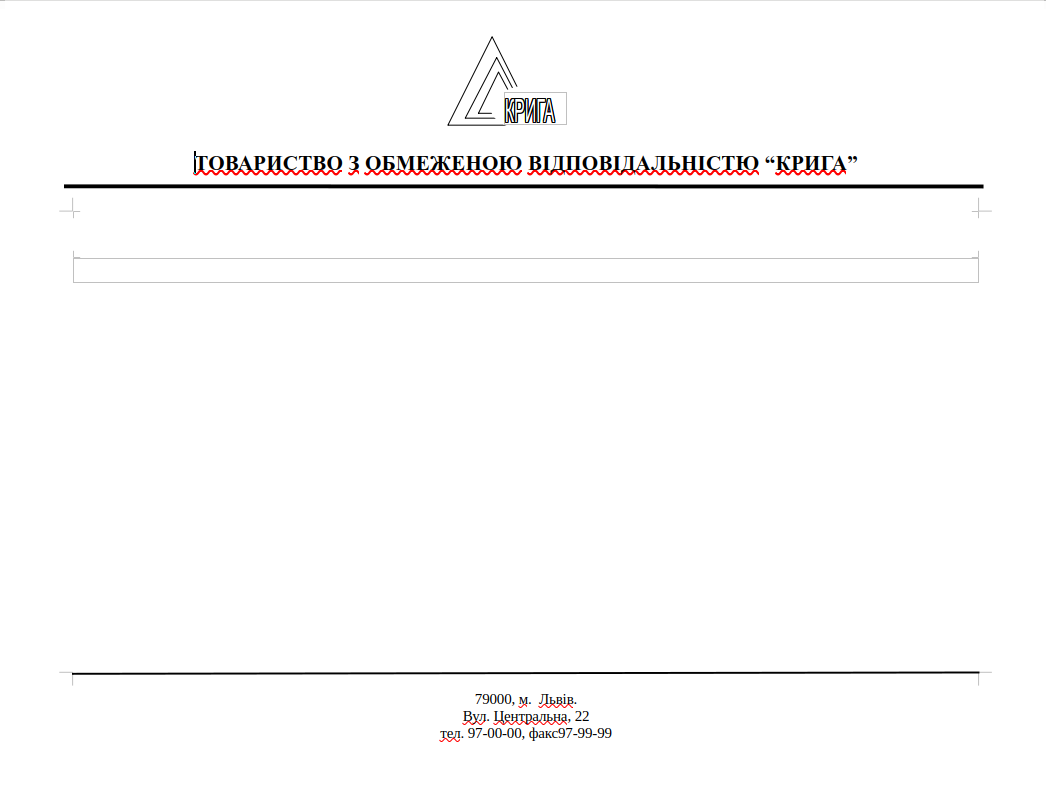 КРИГА
ТОВАРИСТВО З ОБМЕЖЕНОЮ ВІДПОВІДАЛЬНІСТЮ “КРИГА”
79000, м.  Львів.
Вул. Центральна, 22
тел. 97-00-00, факс97-99-99